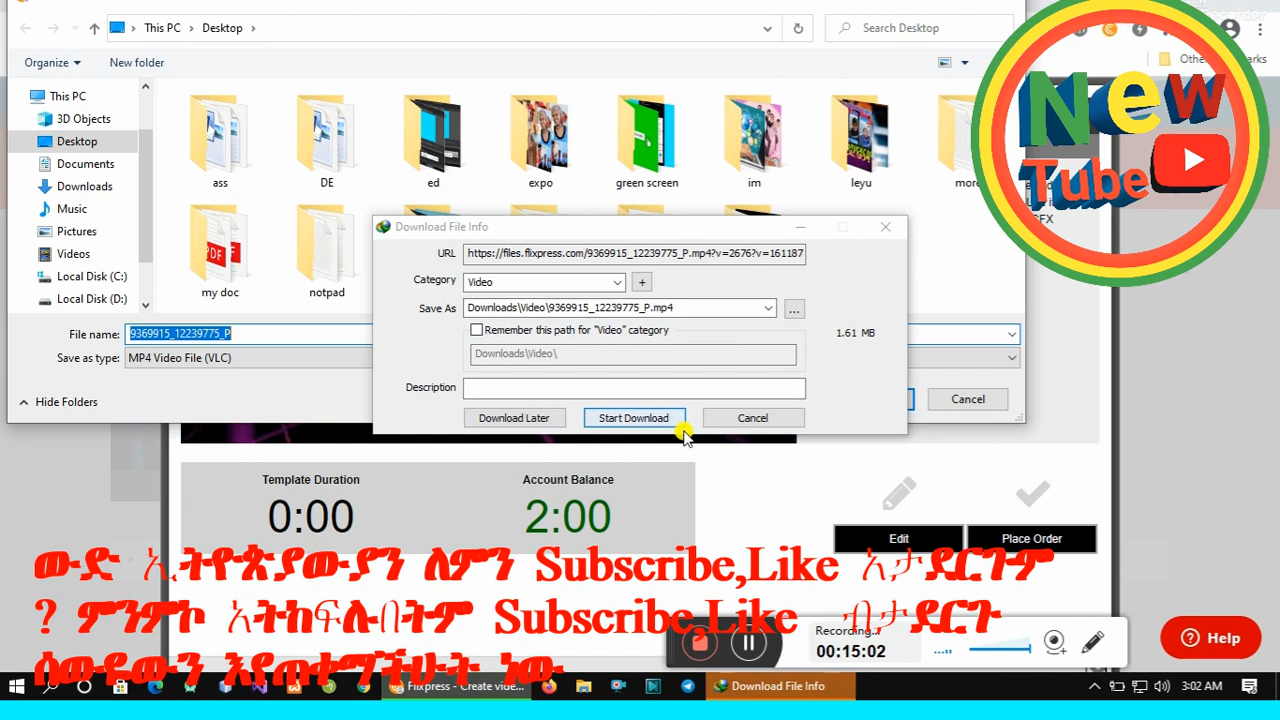 This PC
Desktop
Search Desktop
Organize
New folder
This PC
3D Objects
Desktop
Documents
Downloads
Music
Pictures
Videos
Local Disk (C:)
Local Disk (D:)
ass
DE
ed
expo
green screen
im
leyu
more
my doc
notpad
File name: 9369915_12239775_P
Save as type: MP4 Video File (VLC)
Hide Folders
Cancel
Download File Info
URL https://files.flixpress.com/9369915_12239775_P.mp4?v=2676?v=161187
Category Video
Save As Downloads\Video\9369915_12239775_P.mp4
Remember this path for "Video" category
Downloads\Video\
1.61 MB
Description
Download Later
Start Download
Cancel
New
Tube
Template Duration
0:00
Account Balance
2:00
Edit
Place Order
ውድ ኢትዮጵያውያን ለምን Subscribe,Like አታደርጉም
? ምንምኮ አትከፍሉበትም Subscribe,Like ብታደርጉ
ሰውዬውን እየጠቀማችሁት ነው
Recording...
00:15:02
Help
Flixpress - Create vide...
Download File Info
3:02 AM